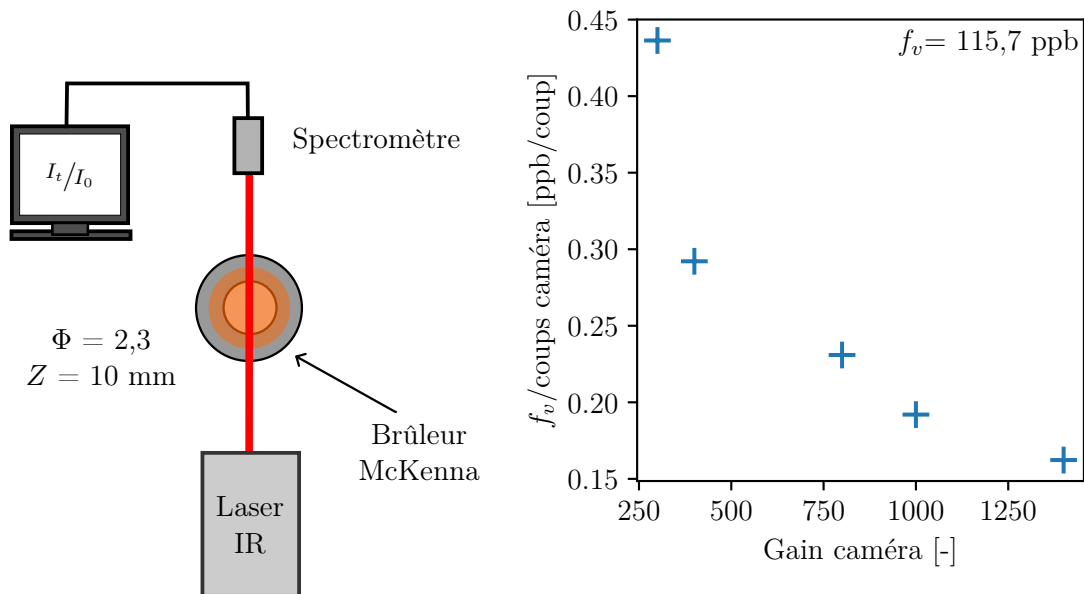 I_t/I_0
Spectromètre
Φ = 2,3
Z = 10 mm
Brûleur
McKenna
Laser
IR
f_v= 115,7 ppb
f_v/coups caméra [ppb/coup]
0.45
0.40
0.35
0.30
0.25
0.20
0.15
250 500 750 1000 1250
Gain caméra [-]